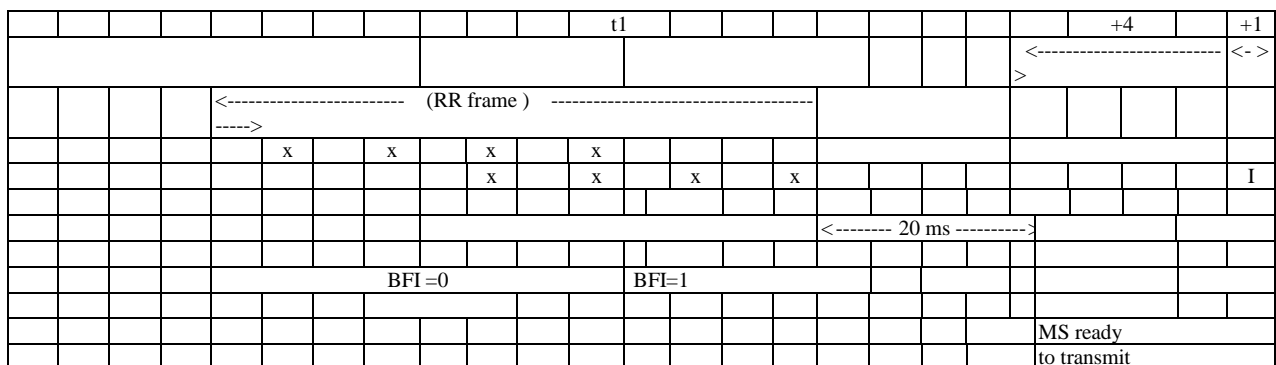 t1 +4 +1
<--------------------------- <- >
>
<------------------------- (RR frame ) -------------------------------------
----->
x x x x
x x x x I
<-------- 20 ms ---------->
BFI =0 BFI=1
MS ready
to transmit